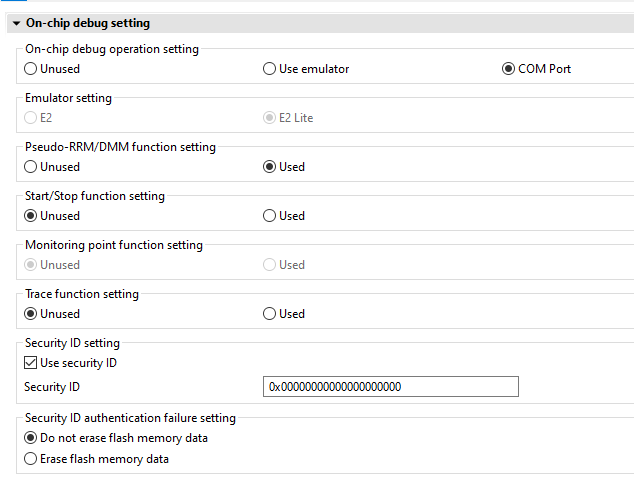 On-chip debug setting
On-chip debug operation setting
Unused Use emulator COM Port
Emulator setting
E2 E2 Lite
Pseudo-RRM/DMM function setting
Unused Used
Start/Stop function setting
Unused Used
Monitoring point function setting
Unused Used
Trace function setting
Unused Used
Security ID setting
Use security ID
Security ID 0x00000000000000000000
Security ID authentication failure setting
Do not erase flash memory data
Erase flash memory data